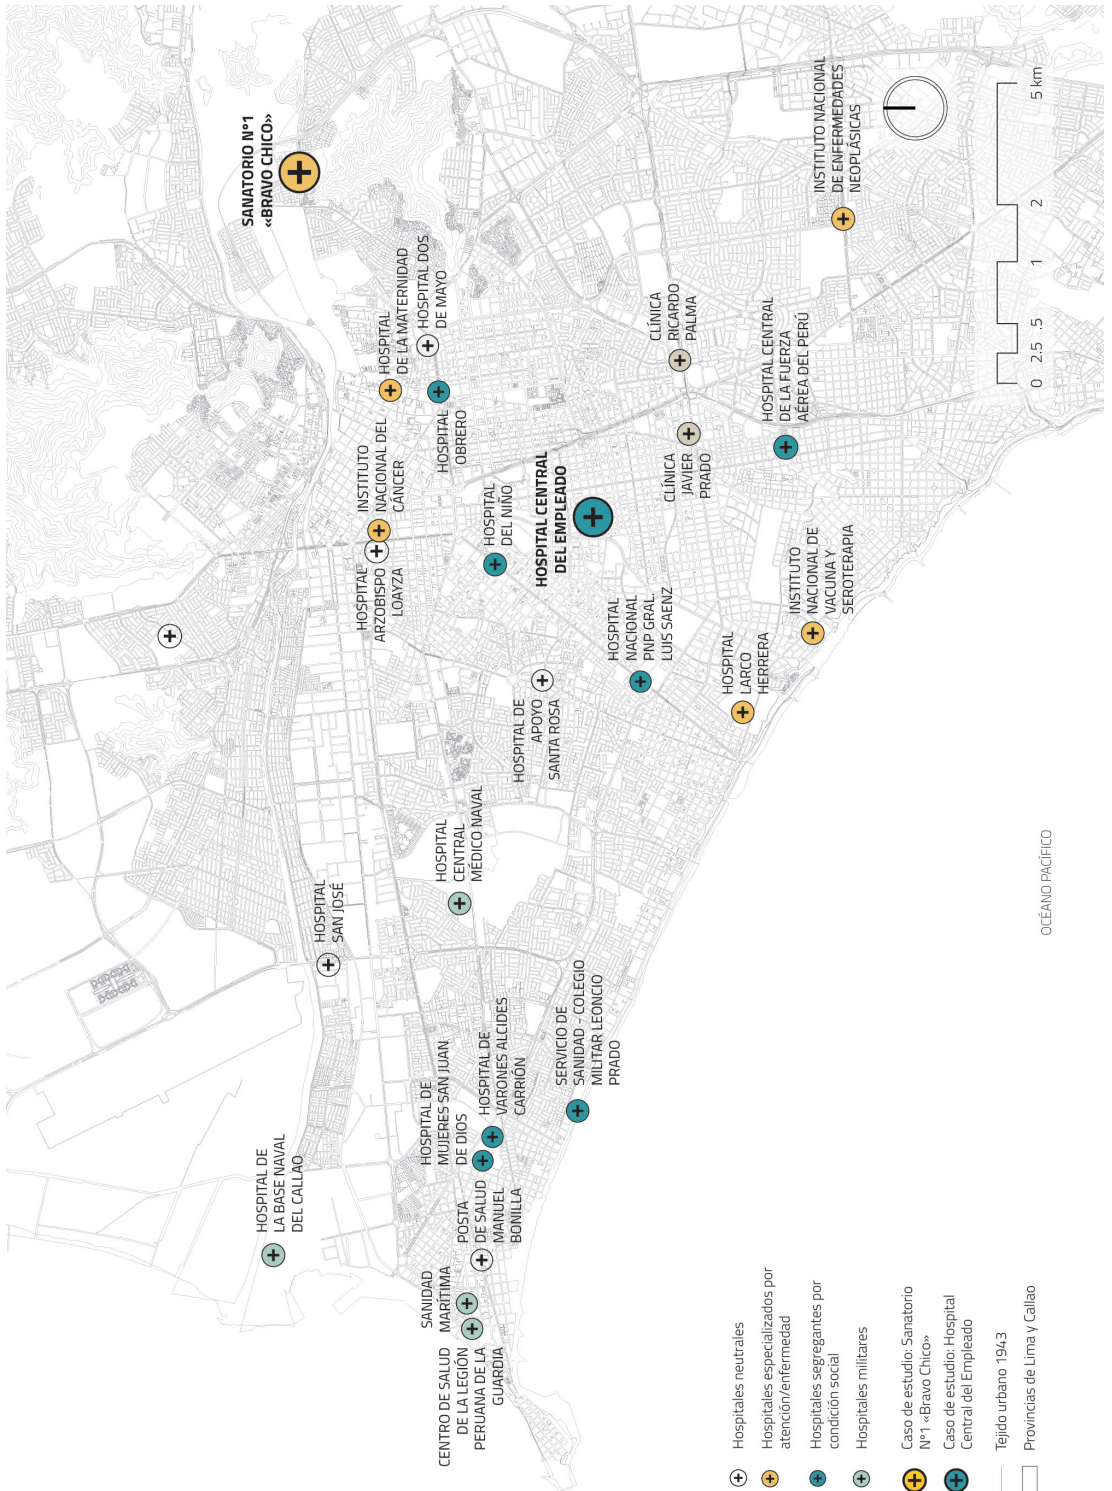 SANATORIO N°1
«BRAVO CHICO»
HOSPITAL
DE LA MATERNIDAD
HOSPITAL DOS
DE MAYO
INSTITUTO
NACIONAL DEL
CÁNCER
HOSPITAL
OBRERO
HOSPITAL
ARZOBISPO
LOAYZA
HOSPITAL
DEL NIÑO
HOSPITAL CENTRAL
DEL EMPLEADO
CLÍNICA
RICARDO
PALMA
CLÍNICA
JAVIER
PRADO
INSTITUTO NACIONAL
DE ENFERMEDADES
NEOPLÁSICAS
HOSPITAL CENTRAL
DE LA FUERZA
AÉREA DEL PERÚ
HOSPITAL
NACIONAL
PNP GRAL.
LUIS SAENZ
HOSPITAL
LARCO
HERRERA
INSTITUTO
NACIONAL DE
VACUNA Y
SEROTERAPIA
HOSPITAL DE
APOYO
SANTA ROSA
HOSPITAL
CENTRAL
MÉDICO NAVAL
HOSPITAL
SAN JOSÉ
SERVICIO DE
SANIDAD - COLEGIO
MILITAR LEONCIO
PRADO
HOSPITAL DE
VARONES ALCIDES
CARRIÓN
HOSPITAL DE
MUJERES SAN JUAN
DE DIOS
HOSPITAL DE
LA BASE NAVAL
DEL CALLAO
POSTA
DE SALUD
MANUEL
BONILLA
SANIDAD
MARÍTIMA
CENTRO DE SALUD
DE LA LEGIÓN
PERUANA DE LA
GUARDIA
OCÉANO PACÍFICO
0 2.5 .5 1 2 5 km
Hospitales neutrales
Hospitales especializados por
atención/enfermedad
Hospitales segregantes por
condición social
Hospitales militares
Caso de estudio: Sanatorio
N°1 «Bravo Chico»
Caso de estudio: Hospital
Central del Empleado
Tejido urbano 1943
Provincias de Lima y Callao